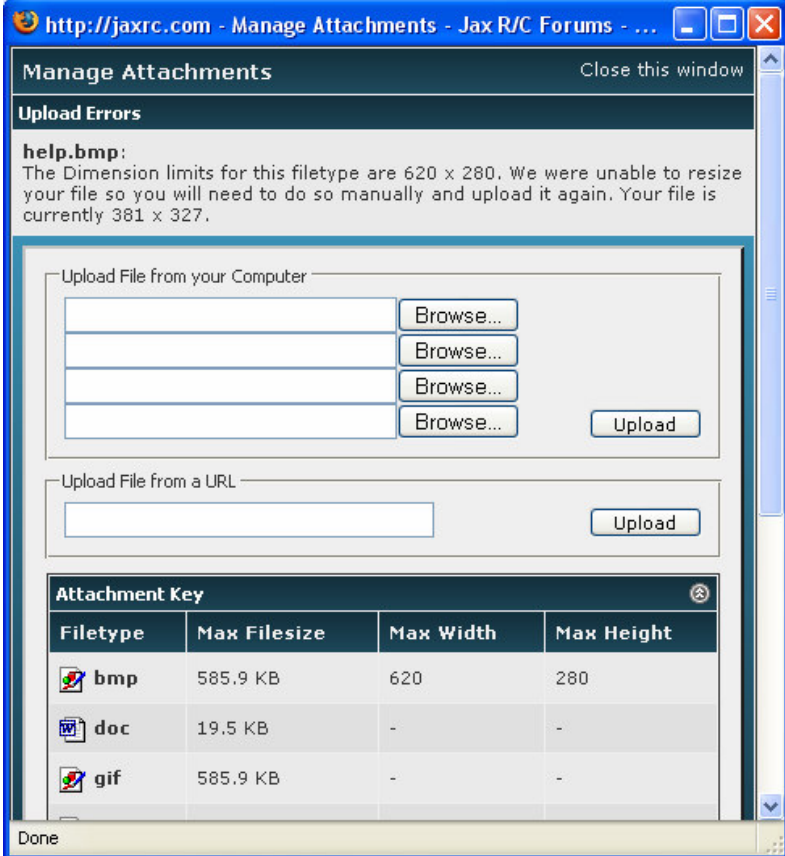 http://jaxrc.com - Manage Attachments - Jax R/C Forums - ...
Manage Attachments Close this window
Upload Errors
help.bmp:
The Dimension limits for this filetype are 620 x 280. We were unable to resize
your file so you will need to do so manually and upload it again. Your file is
currently 381 x 327.
Upload File from your Computer
Browse...
Browse...
Browse...
Browse... Upload
Upload File from a URL
Upload
Attachment Key
Filetype Max Filesize Max Width Max Height
bmp 585.9 KB 620 280
doc 19.5 KB - -
gif 585.9 KB - -
Done